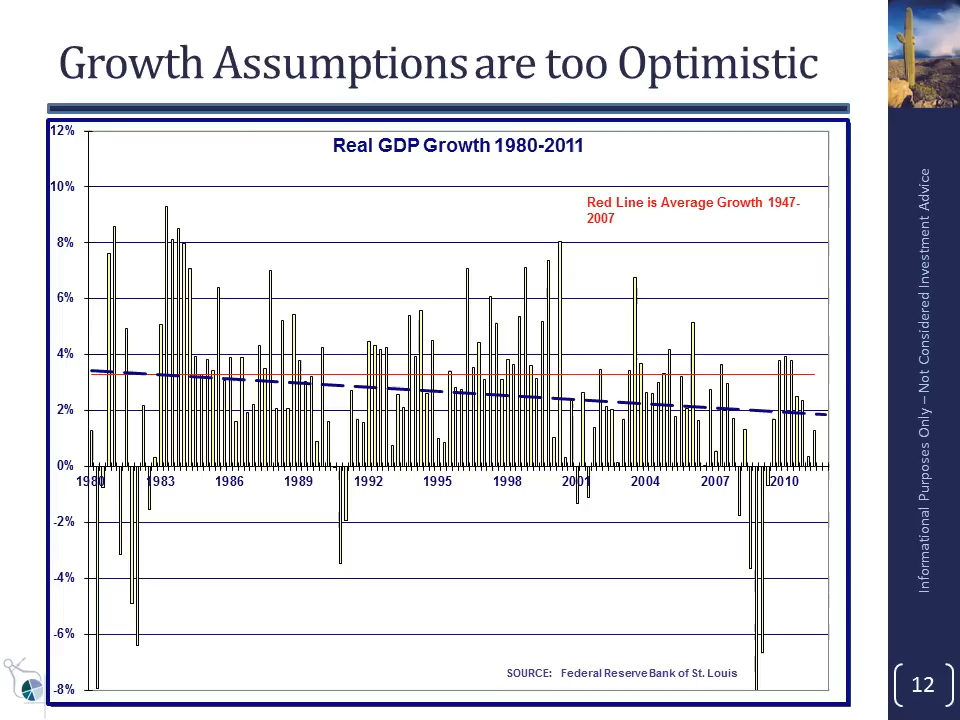 Growth Assumptions are too Optimistic
Real GDP Growth 1980-2011
Red Line is Average Growth 1947-
2007
12%
10%
8%
6%
4%
2%
0%
-2%
-4%
-6%
-8%
1980 1983 1986 1989 1992 1995 1998 2001 2004 2007 2010
SOURCE: Federal Reserve Bank of St. Louis
Informational Purposes Only – Not Considered Investment Advice
12